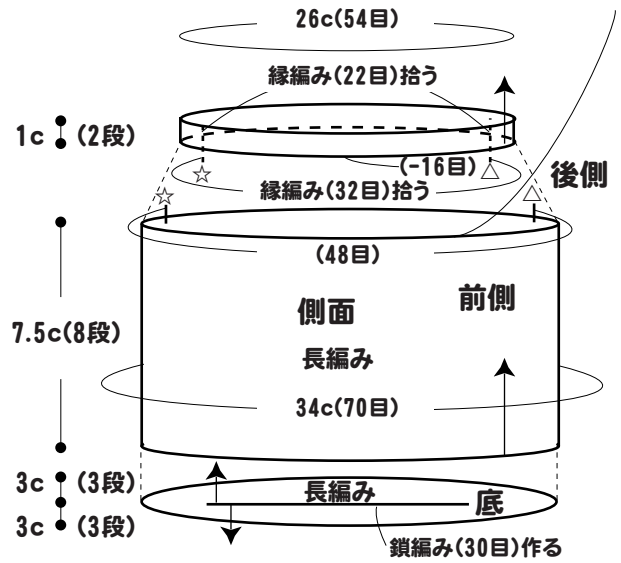 26c(54目)
縁編み(22目)拾う
1c (2段)
(-16目)
後側
縁編み(32目)拾う
(48目)
前側
側面
7.5c(8段)
長編み
34c(70目)
3c (3段)
長編み
底
3c (3段)
鎖編み(30目)作る